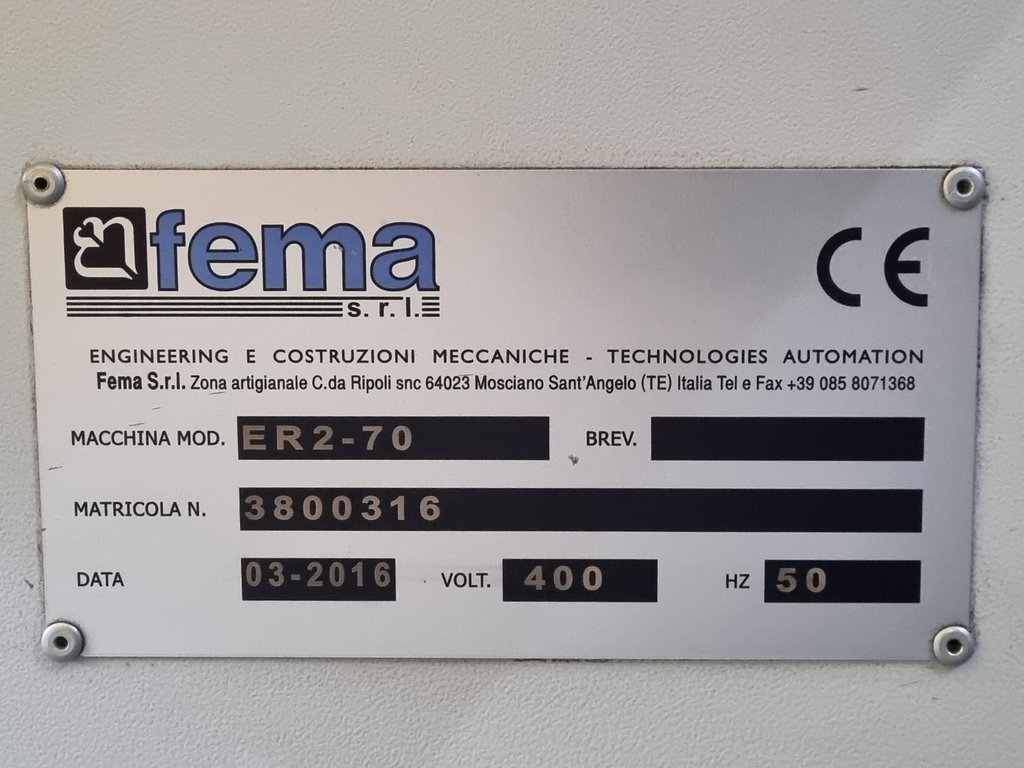 fema
s. r. l.
CE
ENGINEERING E COSTRUZIONI MECCANICHE - TECHNOLOGIES AUTOMATION
Fema S.r.l. Zona artigianale C.da Ripoli snc 64023 Mosciano Sant'Angelo (TE) Italia Tel e Fax +39 085 8071368
MACCHINA MOD. ER2-70 BREV.
MATRICOLA N. 3800316
DATA 03-2016 VOLT. 400 HZ 50